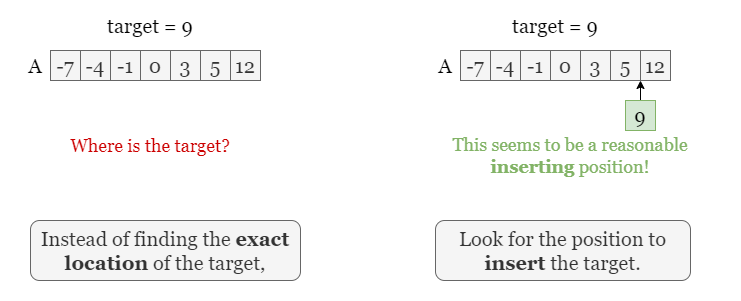 target = 9
A -7 -4 -1 0 3 5 12
Where is the target?
Instead of finding the exact
location of the target,
target = 9
A -7 -4 -1 0 3 5 12
9
This seems to be a reasonable
inserting position!
Look for the position to
insert the target.